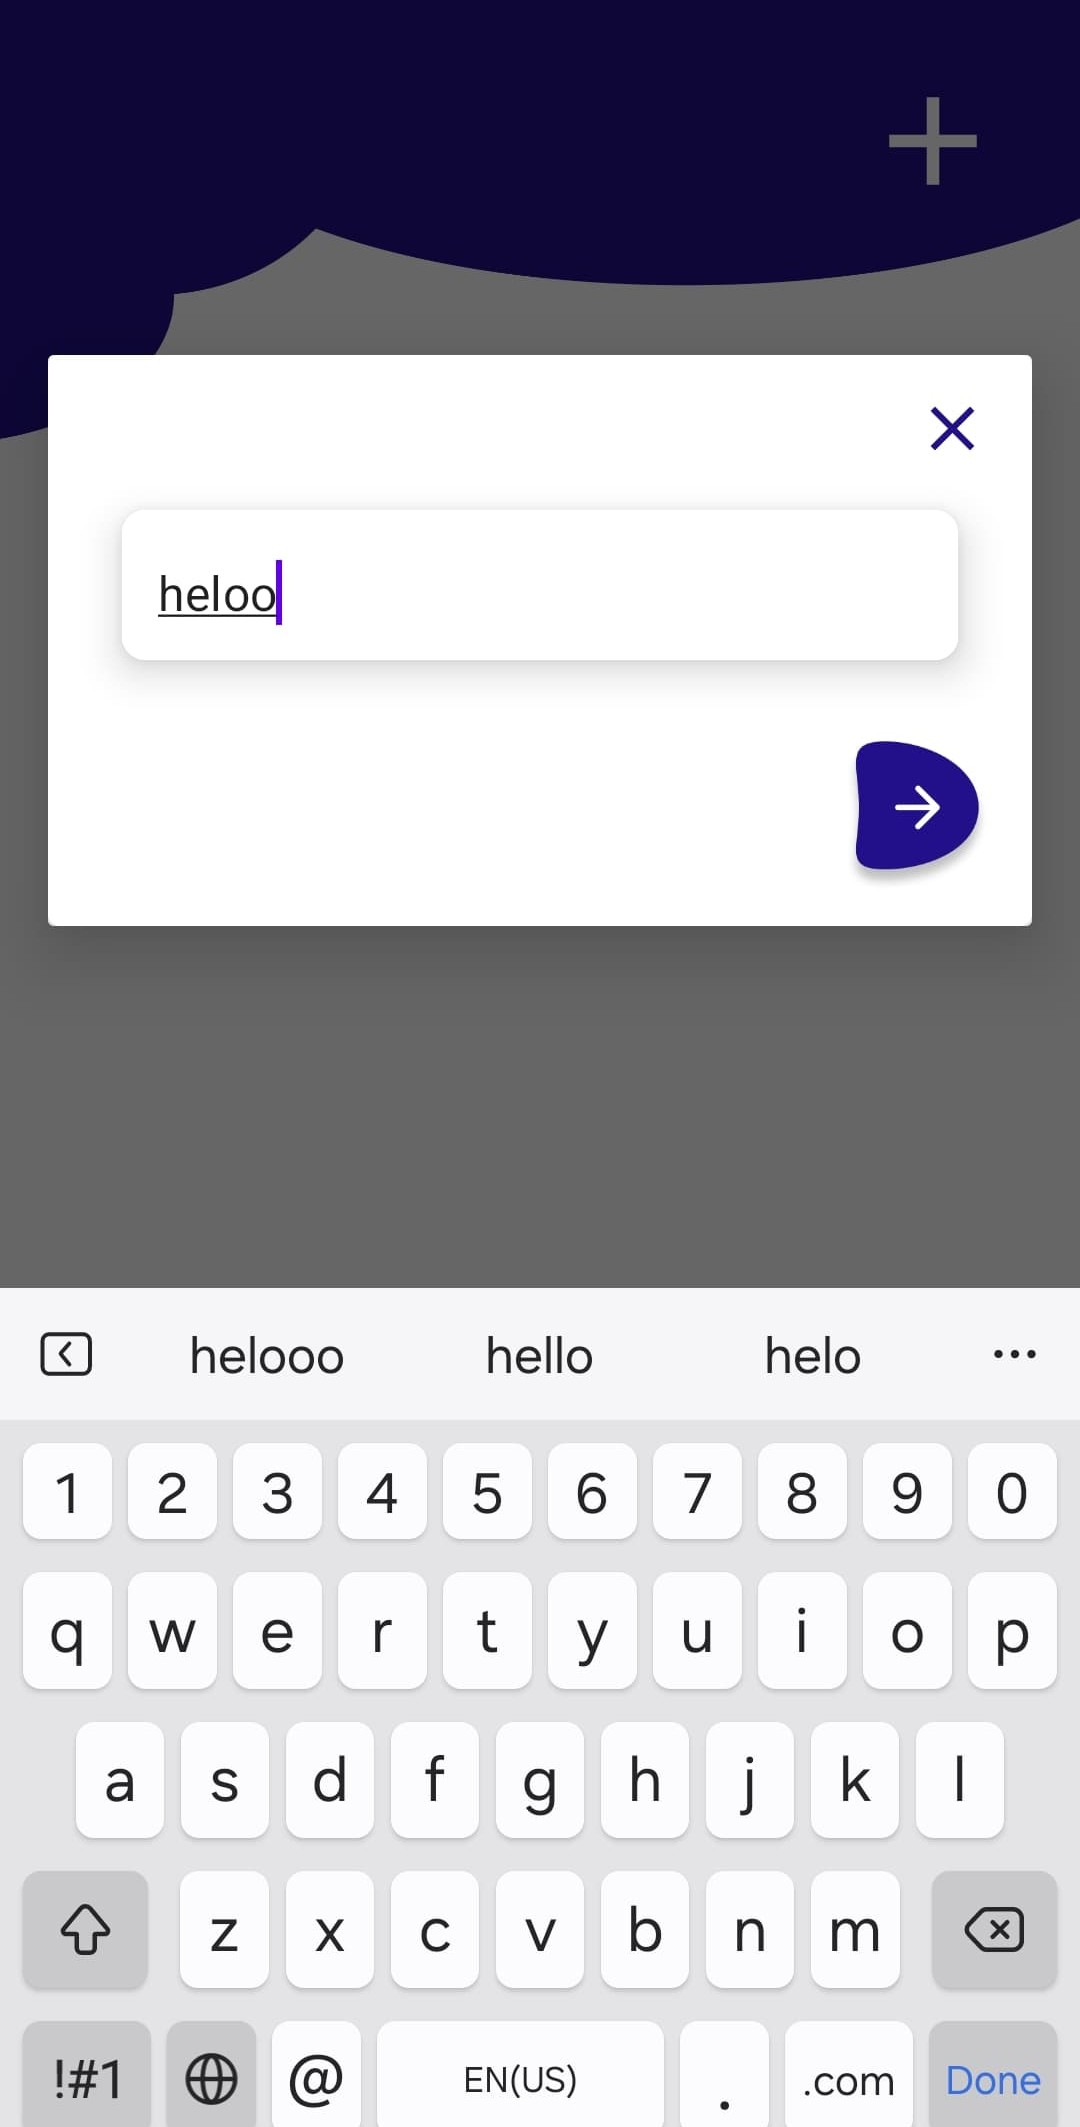 heloo
helooo hello helo ...
1 2 3 4 5 6 7 8 9 0
q w e r t y u i o p
a s d f g h j k l
z x c v b n m
!#1 @ EN(US) . .com Done